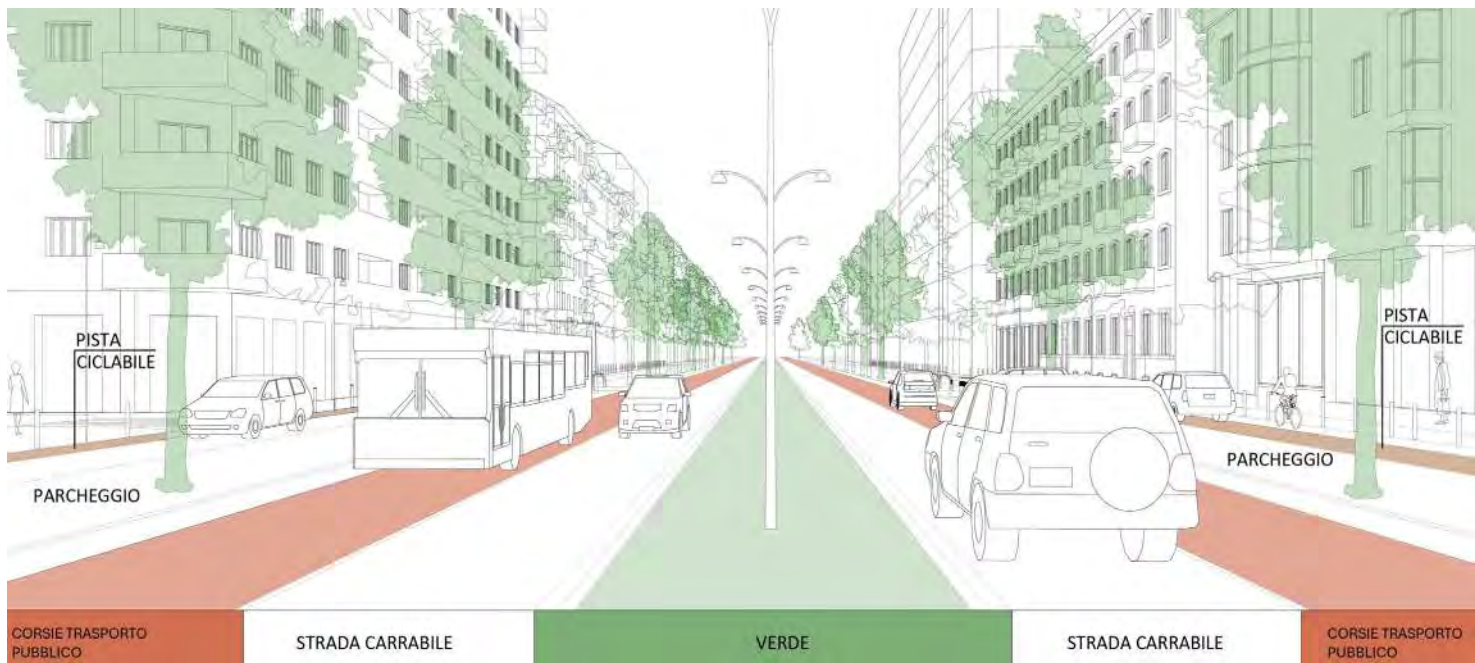 PISTA
CICLABILE
PISTA
CICLABILE
PARCHEGGIO
PARCHEGGIO
CORSIE TRASPORTO
PUBBLICO
STRADA CARRABILE
VERDE
STRADA CARRABILE
CORSIE TRASPORTO
PUBBLICO